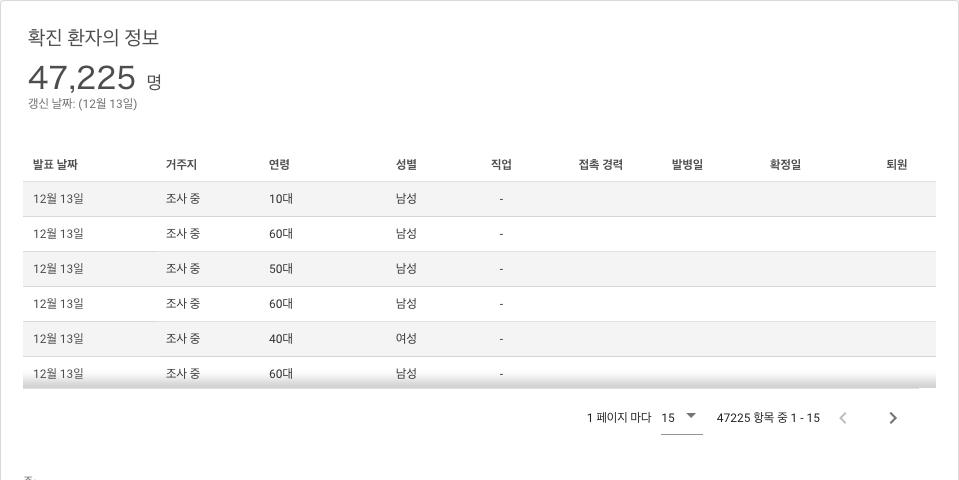 확진 환자의 정보
47,225 명
갱신 날짜: (12월 13일)
발표 날짜 거주지 연령 성별 직업 접촉 경력 발병일 확정일 퇴원
12월 13일 조사 중 10대 남성 -
12월 13일 조사 중 60대 남성 -
12월 13일 조사 중 50대 남성 -
12월 13일 조사 중 60대 남성 -
12월 13일 조사 중 40대 여성 -
12월 13일 조사 중 60대 남성 -
1 페이지 마다 15 47225 항목 중 1 - 15